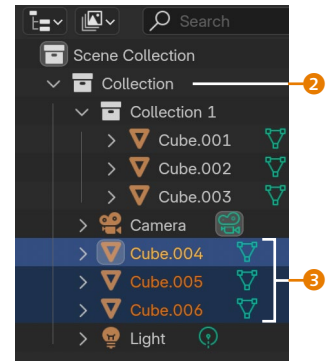 Search
Scene Collection
Collection
2
Collection 1
Cube.001
Cube.002
Cube.003
Camera
Cube.004
Cube.005
3
Cube.006
Light